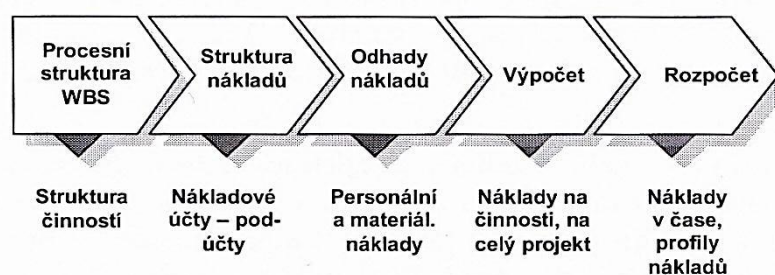 Procesní
struktura
WBS
Struktura
nákladů
Odhady
nákladů
Výpočet
Rozpočet
Struktura
činností
Nákladové
účty – pod-
účty
Personální
a materiál.
náklady
Náklady na
činnosti, na
celý projekt
Náklady
v čase,
profily
nákladů